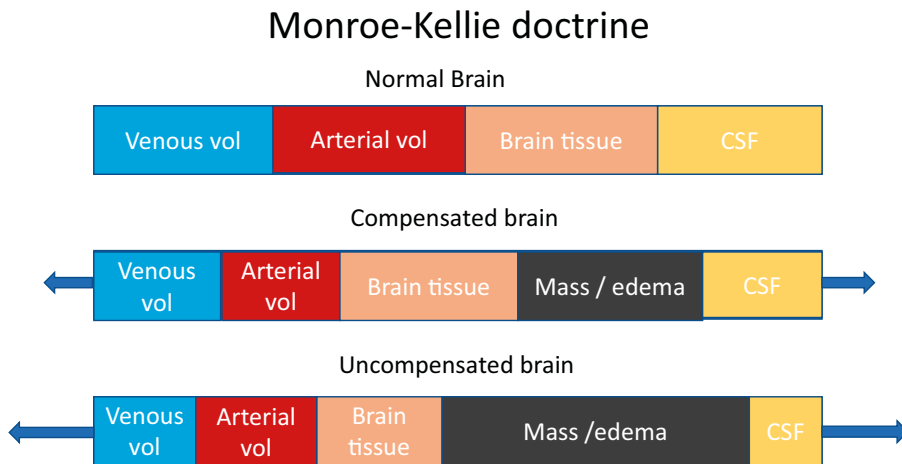 Monroe-Kellie doctrine
Normal Brain
Venous vol
Arterial vol
Brain tissue
CSF
Compensated brain
Venous
vol
Arterial
vol
Brain tissue
Mass / edema
CSF
Uncompensated brain
Venous
vol
Arterial
vol
Brain
tissue
Mass /edema
CSF